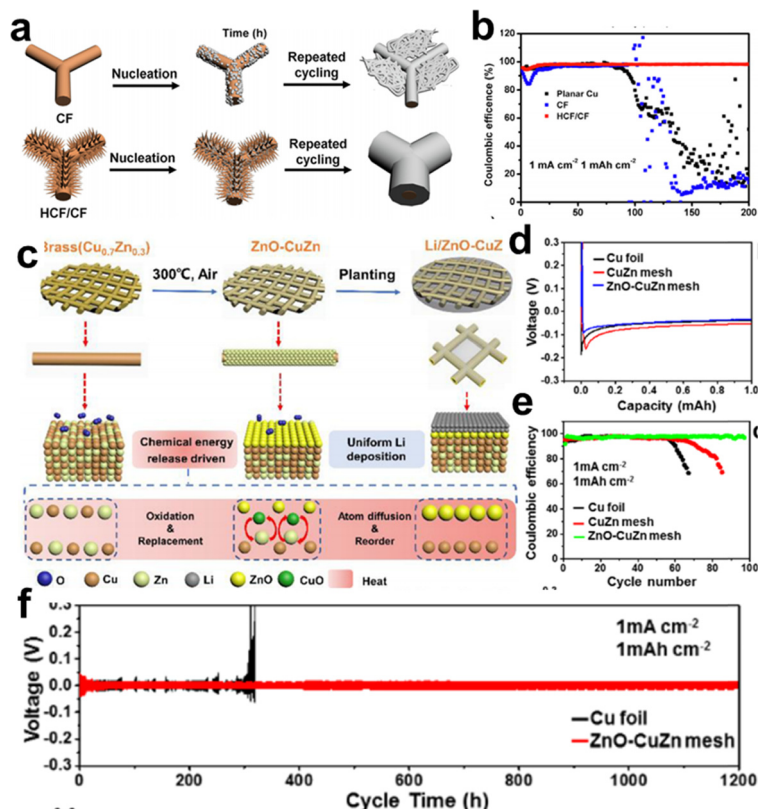 a
Time (h)
Nucleation
Repeated
cycling
CF
Nucleation
Repeated
cycling
HCF/CF
b
Coulombic efficence (%)
120
100
80
60
40
20
0
Planar Cu
CF
HCF/CF
1 mA cm-2 1 mAh cm-2
0 50 100 150 200
c
Brass(Cu0.7Zn0.3)
300℃, Air
ZnO-CuZn
Planting
Li/ZnO-CuZ
Chemical energy
release driven
Uniform Li
deposition
Oxidation
&
Replacement
Atom diffusion
&
Reorder
O Cu Zn Li ZnO CuO Heat
d
Voltage (V)
0.3
0.2
0.1
0.0
-0.1
-0.2
-0.3
Cu foil
CuZn mesh
ZnO-CuZn mesh
0.0 0.2 0.4 0.6 0.8 1.0
Capacity (mAh)
e
Coulombic efficiency
100
80
60
40
20
0
1mA cm-2
1mAh cm-2
Cu foil
CuZn mesh
ZnO-CuZn mesh
0 20 40 60 80 100
Cycle number
f
Voltage (V)
0.3
0.2
0.1
0.0
-0.1
-0.2
-0.3
1mA cm-2
1mAh cm-2
Cu foil
ZnO-CuZn mesh
0 200 400 600 800 1000 1200
Cycle Time (h)